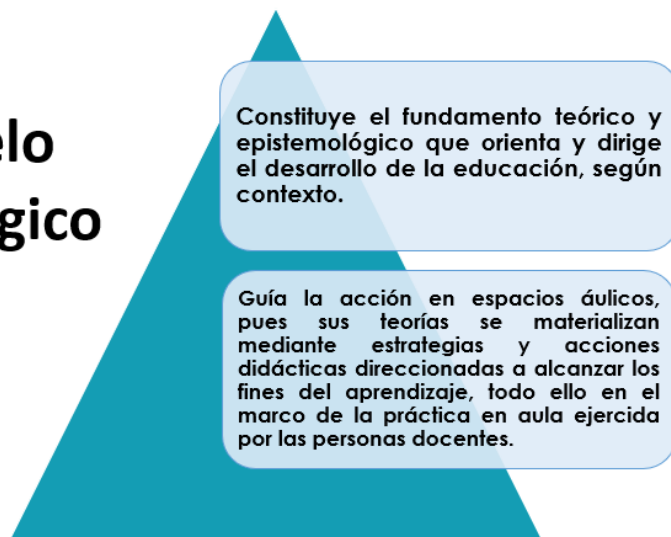 elo
gico
Constituye el fundamento teórico y
epistemológico que orienta y dirige
el desarrollo de la educación, según
contexto.
Guía la acción en espacios áulicos,
pues sus teorías se materializan
mediante estrategias y acciones
didácticas direccionadas a alcanzar los
fines del aprendizaje, todo ello en el
marco de la práctica en aula ejercida
por las personas docentes.